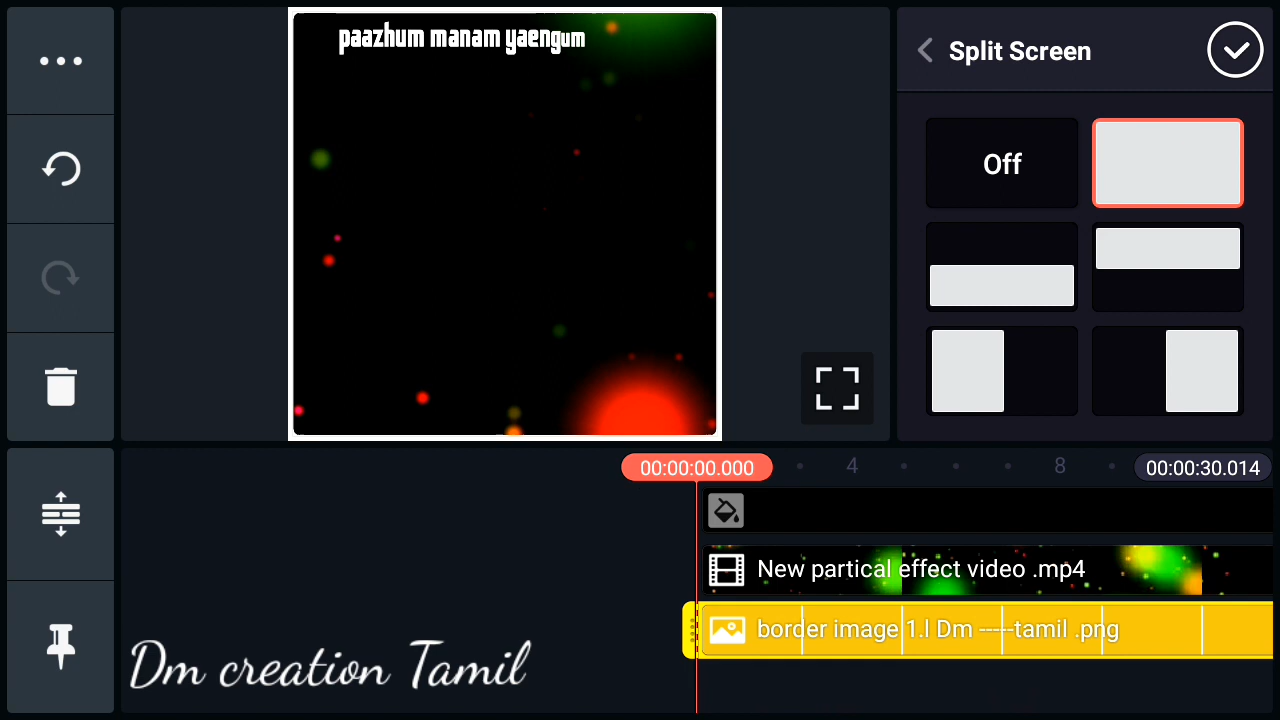 paazhum manam yaengum
Split Screen
Off
00:00:00.000
4
8
00:00:30.014
New partical effect video .mp4
border image 1.l Dm -----tamil .png
Dm creation Tamil